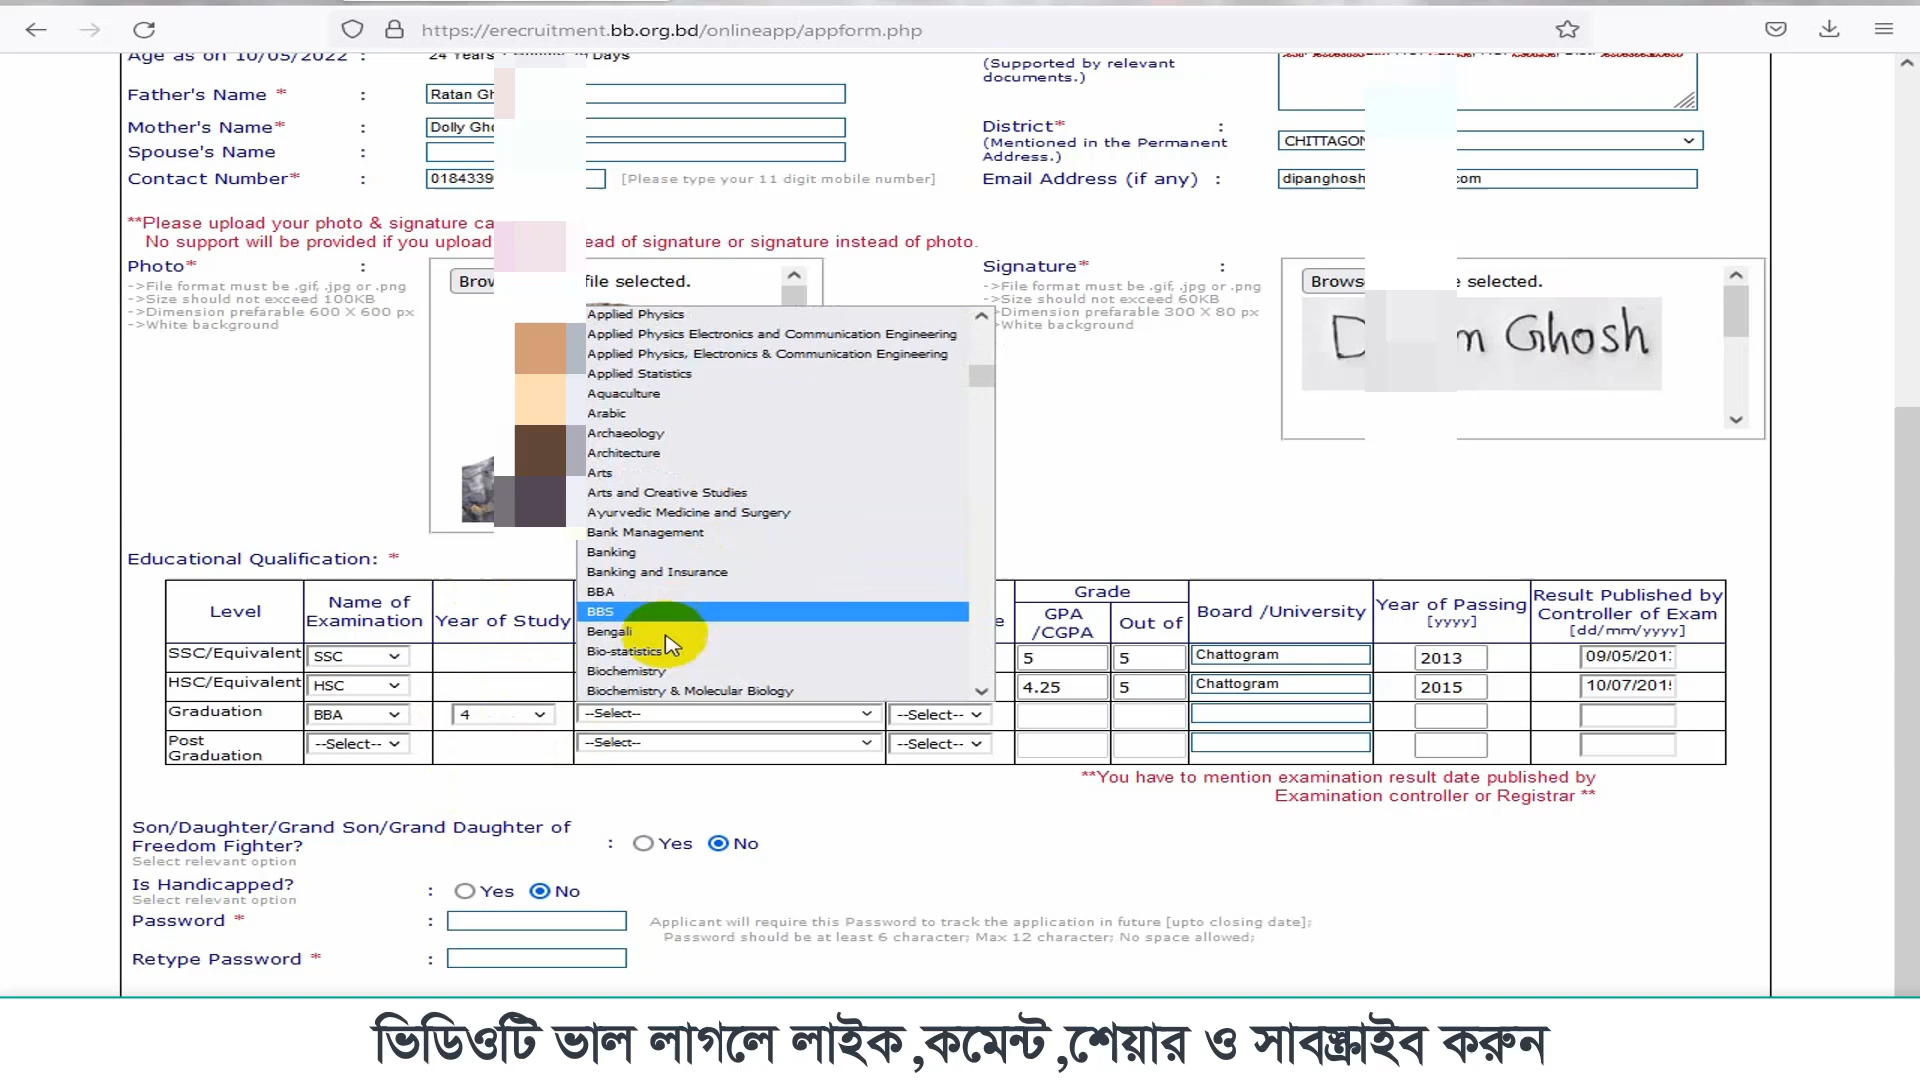 https://erecruitment.bb.org.bd/onlineapp/appform.php
Age as on 10/05/2022 :
24 Years
Days
Father's Name * :
Ratan Gh
Mother's Name* :
Dolly Gho
Spouse's Name :
Contact Number* :
0184339
[Please type your 11 digit mobile number]
(Supported by relevant
documents.)
District* :
(Mentioned in the Permanent
Address.)
CHITTAGON
Email Address (if any) :
dipanghosh
com
**Please upload your photo & signature ca
No support will be provided if you upload
ead of signature or signature instead of photo.
Photo* :
->File format must be .gif, .jpg or .png
->Size should not exceed 100KB
->Dimension prefarable 600 X 600 px
->White background
Brow
file selected.
Signature* :
->File format must be .gif, .jpg or .png
->Size should not exceed 60KB
->Dimension prefarable 300 X 80 px
->White background
Brows
e selected.
D
m Ghosh
Applied Physics
Applied Physics Electronics and Communication Engineering
Applied Physics, Electronics & Communication Engineering
Applied Statistics
Aquaculture
Arabic
Archaeology
Architecture
Arts
Arts and Creative Studies
Ayurvedic Medicine and Surgery
Bank Management
Banking
Banking and Insurance
BBA
BBS
Bengali
Bio-statistics
Biochemistry
Biochemistry & Molecular Biology
Educational Qualification: *
Level
Name of
Examination
Year of Study
e
Grade
GPA
/CGPA
Out of
Board /University
Year of Passing
[yyyy]
Result Published by
Controller of Exam
[dd/mm/yyyy]
SSC/Equivalent SSC 5 5 Chattogram 2013 09/05/201
HSC/Equivalent HSC 4.25 5 Chattogram 2015 10/07/201
Graduation BBA 4 --Select-- --Select--
Post
Graduation
--Select-- --Select-- --Select--
**You have to mention examination result date published by
Examination controller or Registrar **
Son/Daughter/Grand Son/Grand Daughter of
Freedom Fighter?
Select relevant option
: Yes No
Is Handicapped?
Select relevant option
: Yes No
Password * :
Applicant will require this Password to track the application in future [upto closing date];
Password should be at least 6 character; Max 12 character; No space allowed;
Retype Password * :
ভিডিওটি ভাল লাগলে লাইক ,কমেন্ট ,শেয়ার ও সাবস্ক্রাইব করুন